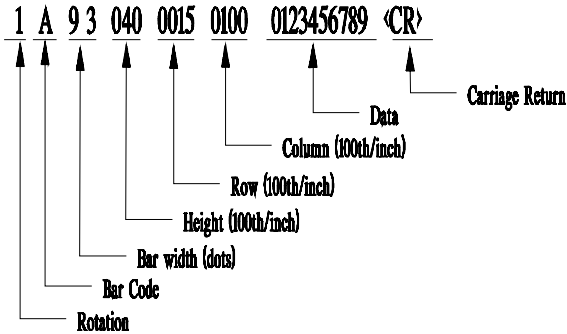 1 A 9 3 040 0015 0100 0123456789 <CR>
Carriage Return
Data
Column (100th/inch)
Row (100th/inch)
Height (100th/inch)
Bar width (dots)
Bar Code
Rotation